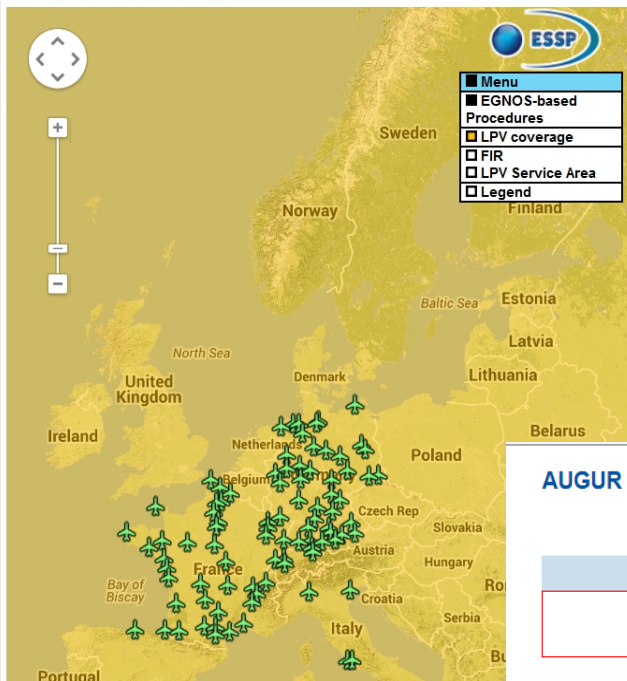 ESSP
Menu
EGNOS-based
Procedures
LPV coverage
FIR
LPV Service Area
Legend
Sweden
Norway
Finland
Baltic Sea
Estonia
Latvia
North Sea
Denmark
Lithuania
United
Kingdom
Ireland
Belarus
Netherlands
Poland
Belgium
AUGUR
Czech Rep
Slovakia
Austria
France
Hungary
Bay of
Biscay
Croatia
Serbia
Italy
Portugal